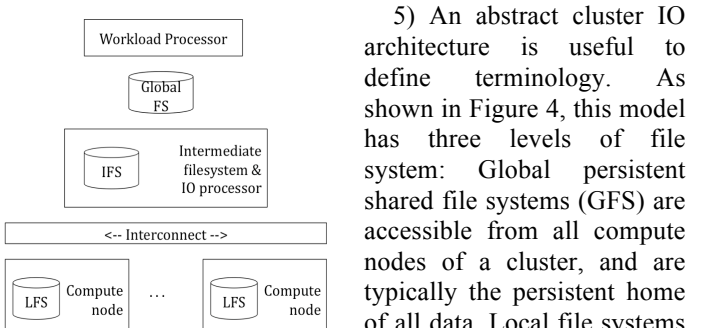 Workload Processor
Global
FS
IFS
Intermediate
filesystem &
IO processor
<-- Interconnect -->
LFS
Compute
node
...
LFS
Compute
node
5) An abstract cluster IO
architecture is useful to
define terminology. As
shown in Figure 4, this model
has three levels of file
system: Global persistent
shared file systems (GFS) are
accessible from all compute
nodes of a cluster, and are
typically the persistent home
of all data. Local file systems